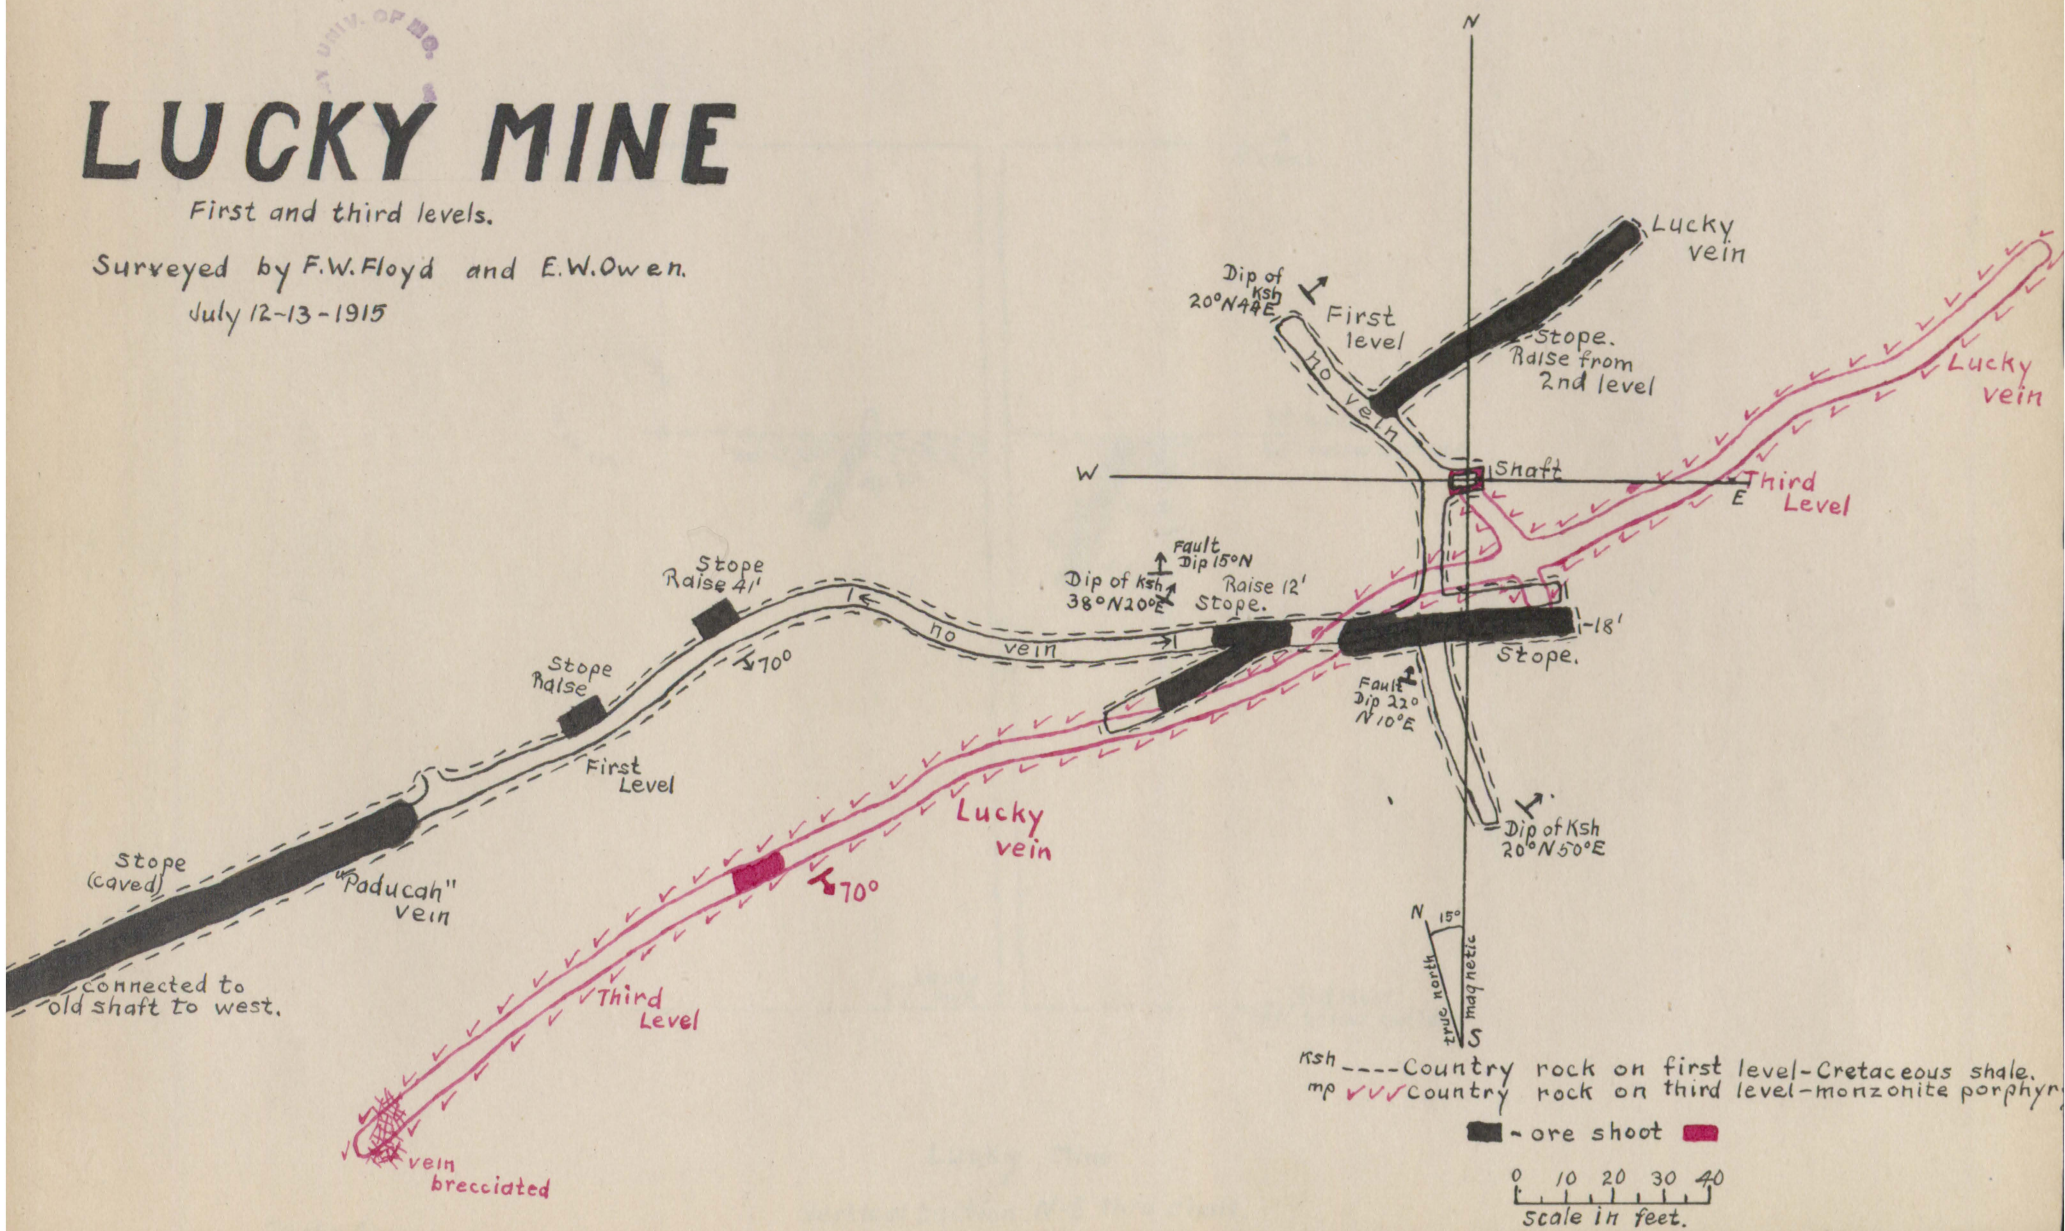 UNIV. OF MO.
LUCKY MINE
First and third levels.
Surveyed by F.W.Floyd and E.W.Owen.
July 12-13-1915
N
Lucky
vein
Dip of
Ksh
20°N44E
First
level
no vein
Stope.
Raise from
2nd level
Lucky
vein
W
Shaft
E
Third
Level
Stope
Raise 41'
Fault
Dip 15°N
Dip of Ksh
38°N20°E
Raise 12'
Stope.
no vein
-18'
Stope.
70°
Stope
Raise
Fault
Dip 22°
N10°E
First
Level
Lucky
vein
Dip of Ksh
20°N50°E
Stope
(caved)
"Paducah"
vein
70°
connected to
old shaft to west.
Third
Level
N 15°
true north
magnetic
S
Ksh ----Country rock on first level-Cretaceous shale.
mp ✓✓✓Country rock on third level-monzonite porphyr
- ore shoot
0 10 20 30 40
scale in feet.
vein
brecciated